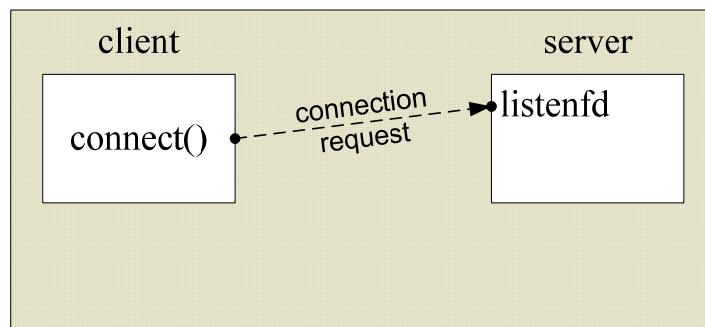 client
server
connection
listenfd
connect()
request